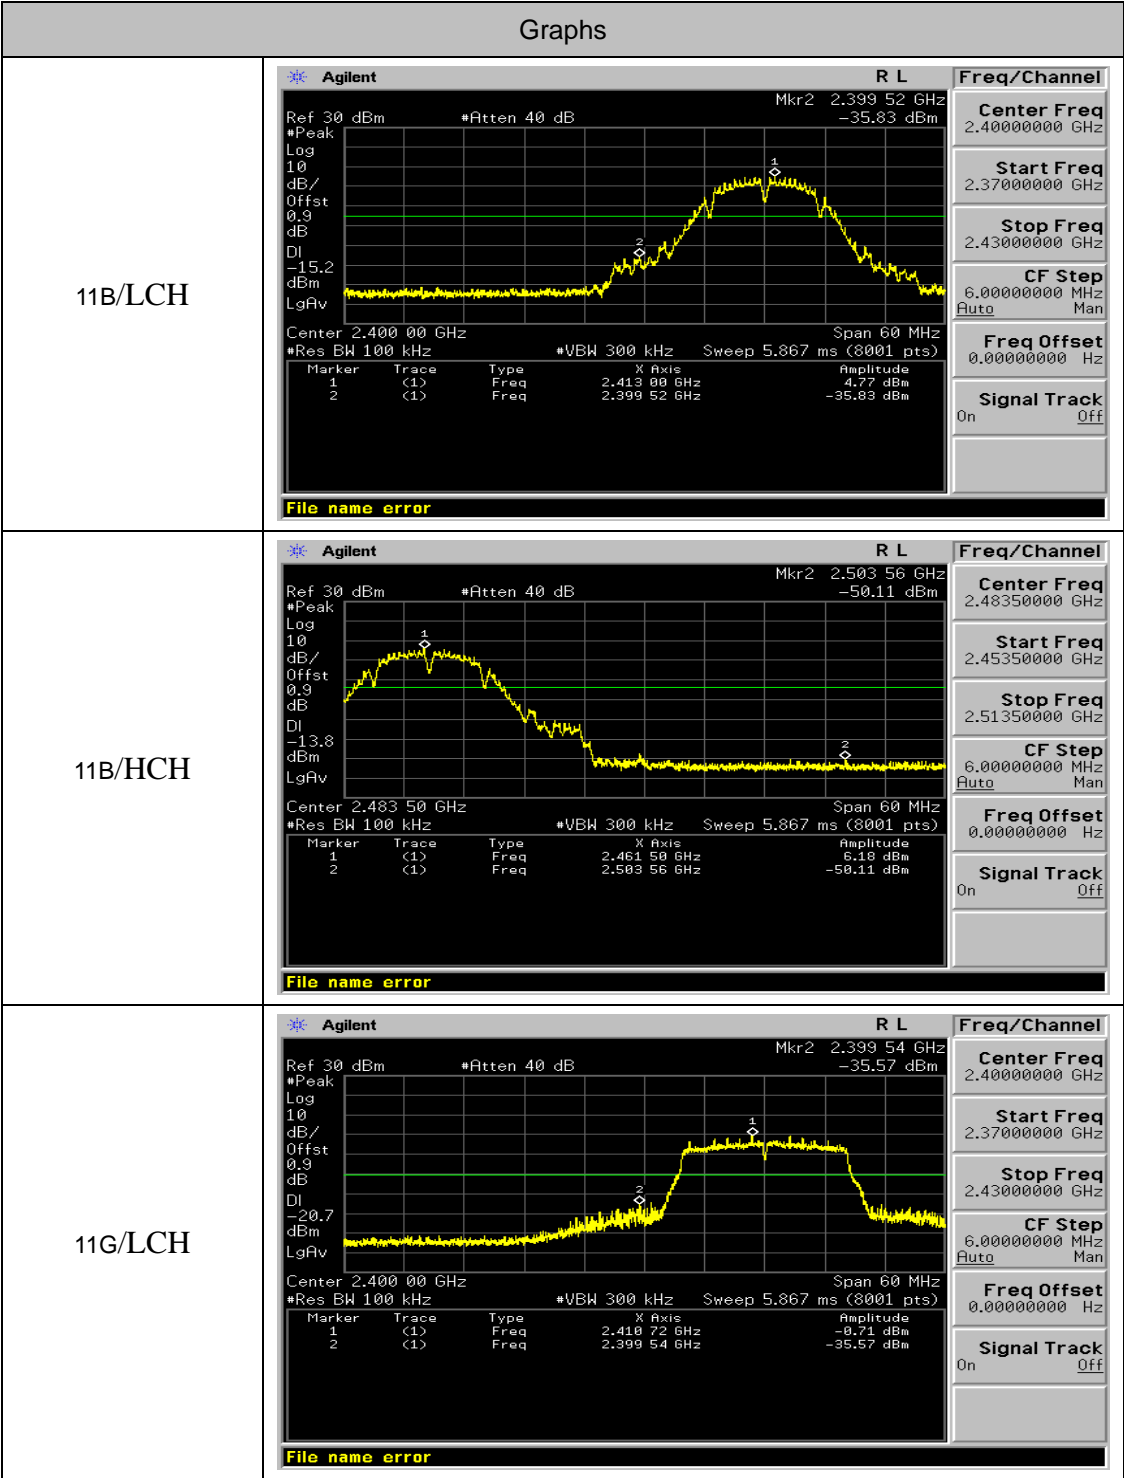 Graphs
11B/LCH
Agilent R L Freq/Channel
Mkr2 2.399 52 GHz
Ref 30 dBm #Atten 40 dB -35.83 dBm
#Peak
Log
10
dB/
Offst
0.9
dB
DI
-15.2
dBm
LgAv
Center 2.400 00 GHz Span 60 MHz
#Res BW 100 kHz #VBW 300 kHz Sweep 5.867 ms (8001 pts)
Marker Trace Type X Axis Amplitude
1 (1) Freq 2.413 00 GHz 4.77 dBm
2 (1) Freq 2.399 52 GHz -35.83 dBm
1
2
Center Freq
2.40000000 GHz
Start Freq
2.37000000 GHz
Stop Freq
2.43000000 GHz
CF Step
6.00000000 MHz
Auto Man
Freq Offset
0.00000000 Hz
Signal Track
On Off
File name error
11B/HCH
Agilent R L Freq/Channel
Mkr2 2.503 56 GHz
Ref 30 dBm #Atten 40 dB -50.11 dBm
#Peak
Log
10
dB/
Offst
0.9
dB
DI
-13.8
dBm
LgAv
Center 2.483 50 GHz Span 60 MHz
#Res BW 100 kHz #VBW 300 kHz Sweep 5.867 ms (8001 pts)
Marker Trace Type X Axis Amplitude
1 (1) Freq 2.461 50 GHz 6.18 dBm
2 (1) Freq 2.503 56 GHz -50.11 dBm
1
2
Center Freq
2.48350000 GHz
Start Freq
2.45350000 GHz
Stop Freq
2.51350000 GHz
CF Step
6.00000000 MHz
Auto Man
Freq Offset
0.00000000 Hz
Signal Track
On Off
File name error
11G/LCH
Agilent R L Freq/Channel
Mkr2 2.399 54 GHz
Ref 30 dBm #Atten 40 dB -35.57 dBm
#Peak
Log
10
dB/
Offst
0.9
dB
DI
-20.7
dBm
LgAv
Center 2.400 00 GHz Span 60 MHz
#Res BW 100 kHz #VBW 300 kHz Sweep 5.867 ms (8001 pts)
Marker Trace Type X Axis Amplitude
1 (1) Freq 2.410 72 GHz -0.71 dBm
2 (1) Freq 2.399 54 GHz -35.57 dBm
1
2
Center Freq
2.40000000 GHz
Start Freq
2.37000000 GHz
Stop Freq
2.43000000 GHz
CF Step
6.00000000 MHz
Auto Man
Freq Offset
0.00000000 Hz
Signal Track
On Off
File name error